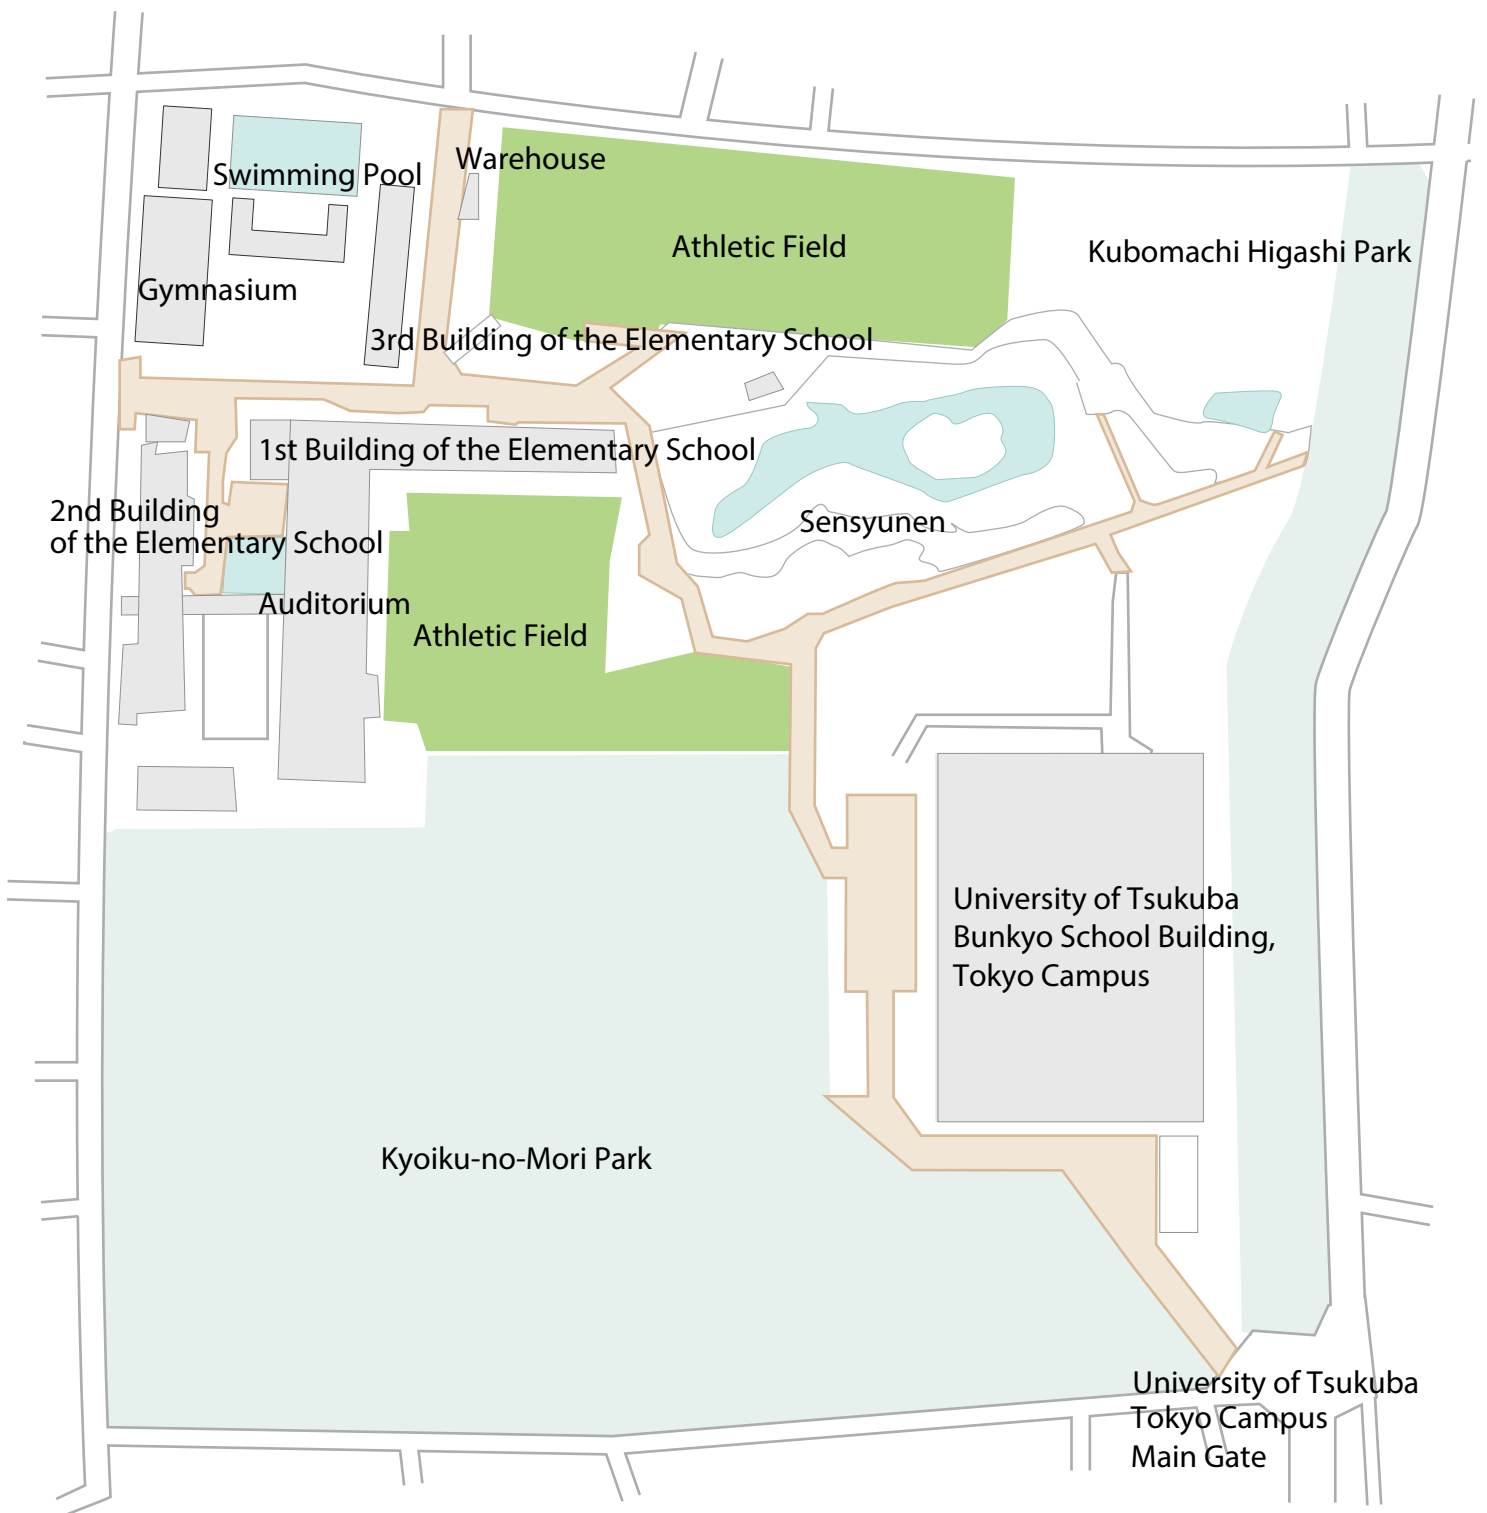 Warehouse
Swimming Pool
Athletic Field
Kubomachi Higashi Park
Gymnasium
3rd Building of the Elementary School
1st Building of the Elementary School
2nd Building
of the Elementary School
Sensyunen
Auditorium
Athletic Field
University of Tsukuba
Bunkyo School Building,
Tokyo Campus
Kyoiku-no-Mori Park
University of Tsukuba
Tokyo Campus
Main Gate